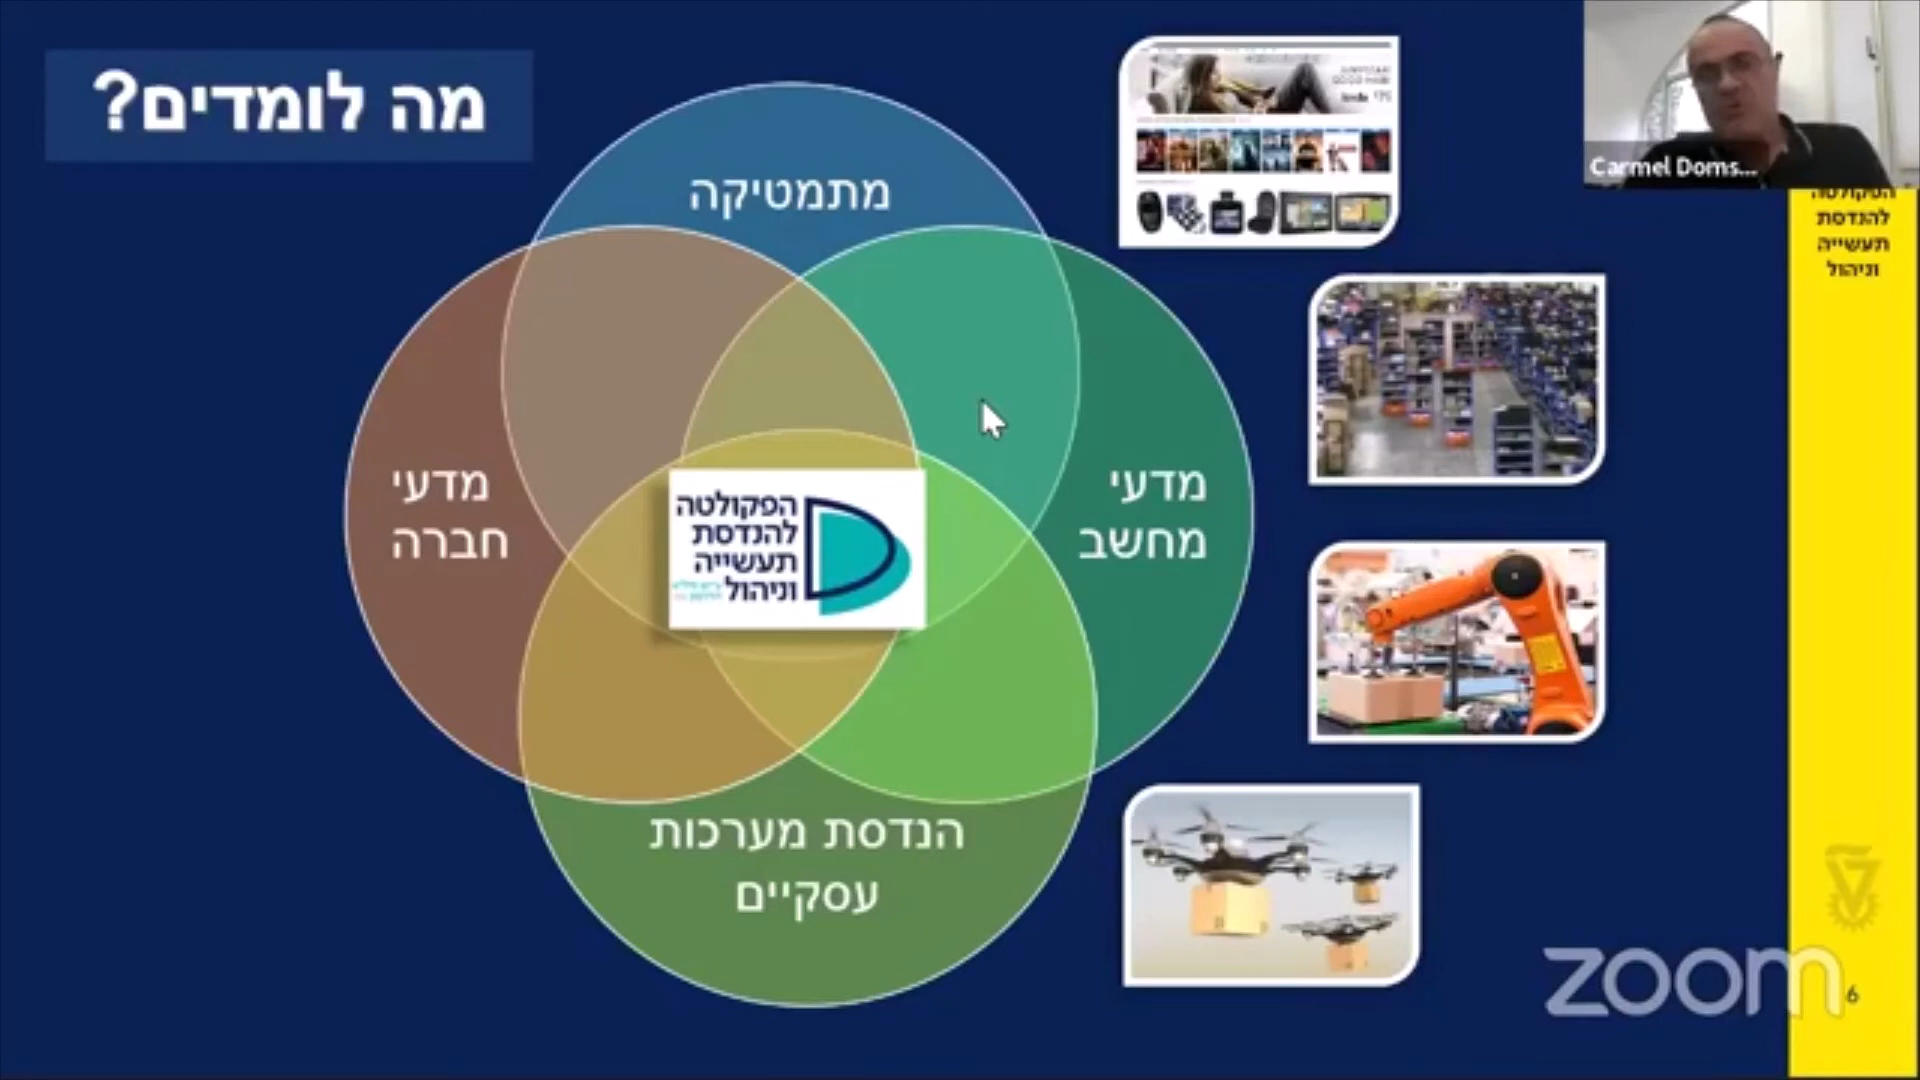 מה לומדים?
מתמטיקה
מדעי
חברה
מדעי
מחשב
הפקולטה
להנדסת
תעשייה
וניהול
הנדסת מערכות
עסקיים
Carmel Doms...
הפקולטה
להנדסת
תעשייה
וניהול
zoom
6